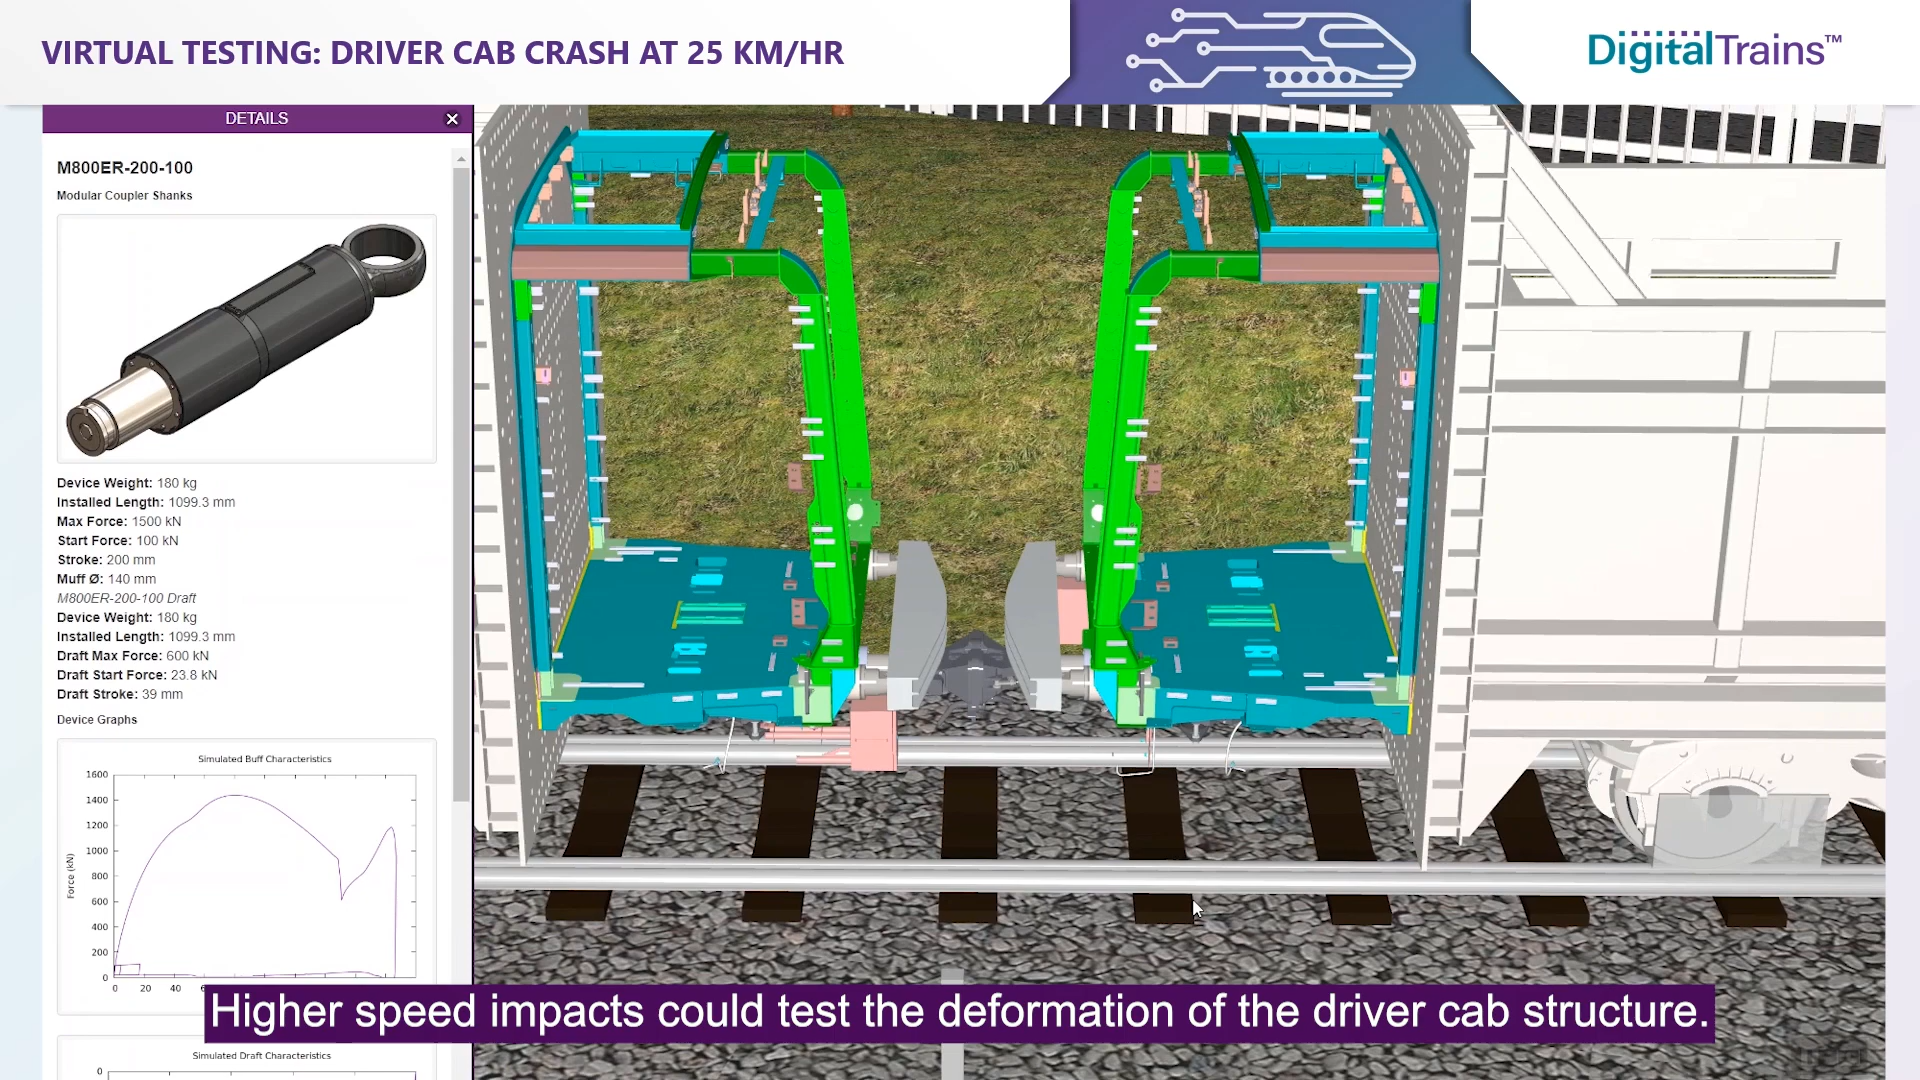 VIRTUAL TESTING: DRIVER CAB CRASH AT 25 KM/HR
DigitalTrains™
DETAILS
M800ER-200-100
Modular Coupler Shanks
Device Weight: 180 kg
Installed Length: 1099.3 mm
Max Force: 1500 kN
Start Force: 100 kN
Stroke: 200 mm
Muff Ø: 140 mm
M800ER-200-100 Draft
Device Weight: 180 kg
Installed Length: 1099.3 mm
Draft Max Force: 600 kN
Draft Start Force: 23.8 kN
Draft Stroke: 39 mm
Device Graphs
Simulated Buff Characteristics
1600
1400
1200
1000
800
600
400
200
0
Force (kN)
0 20 40
Higher speed impacts could test the deformation of the driver cab structure.
Simulated Draft Characteristics
0